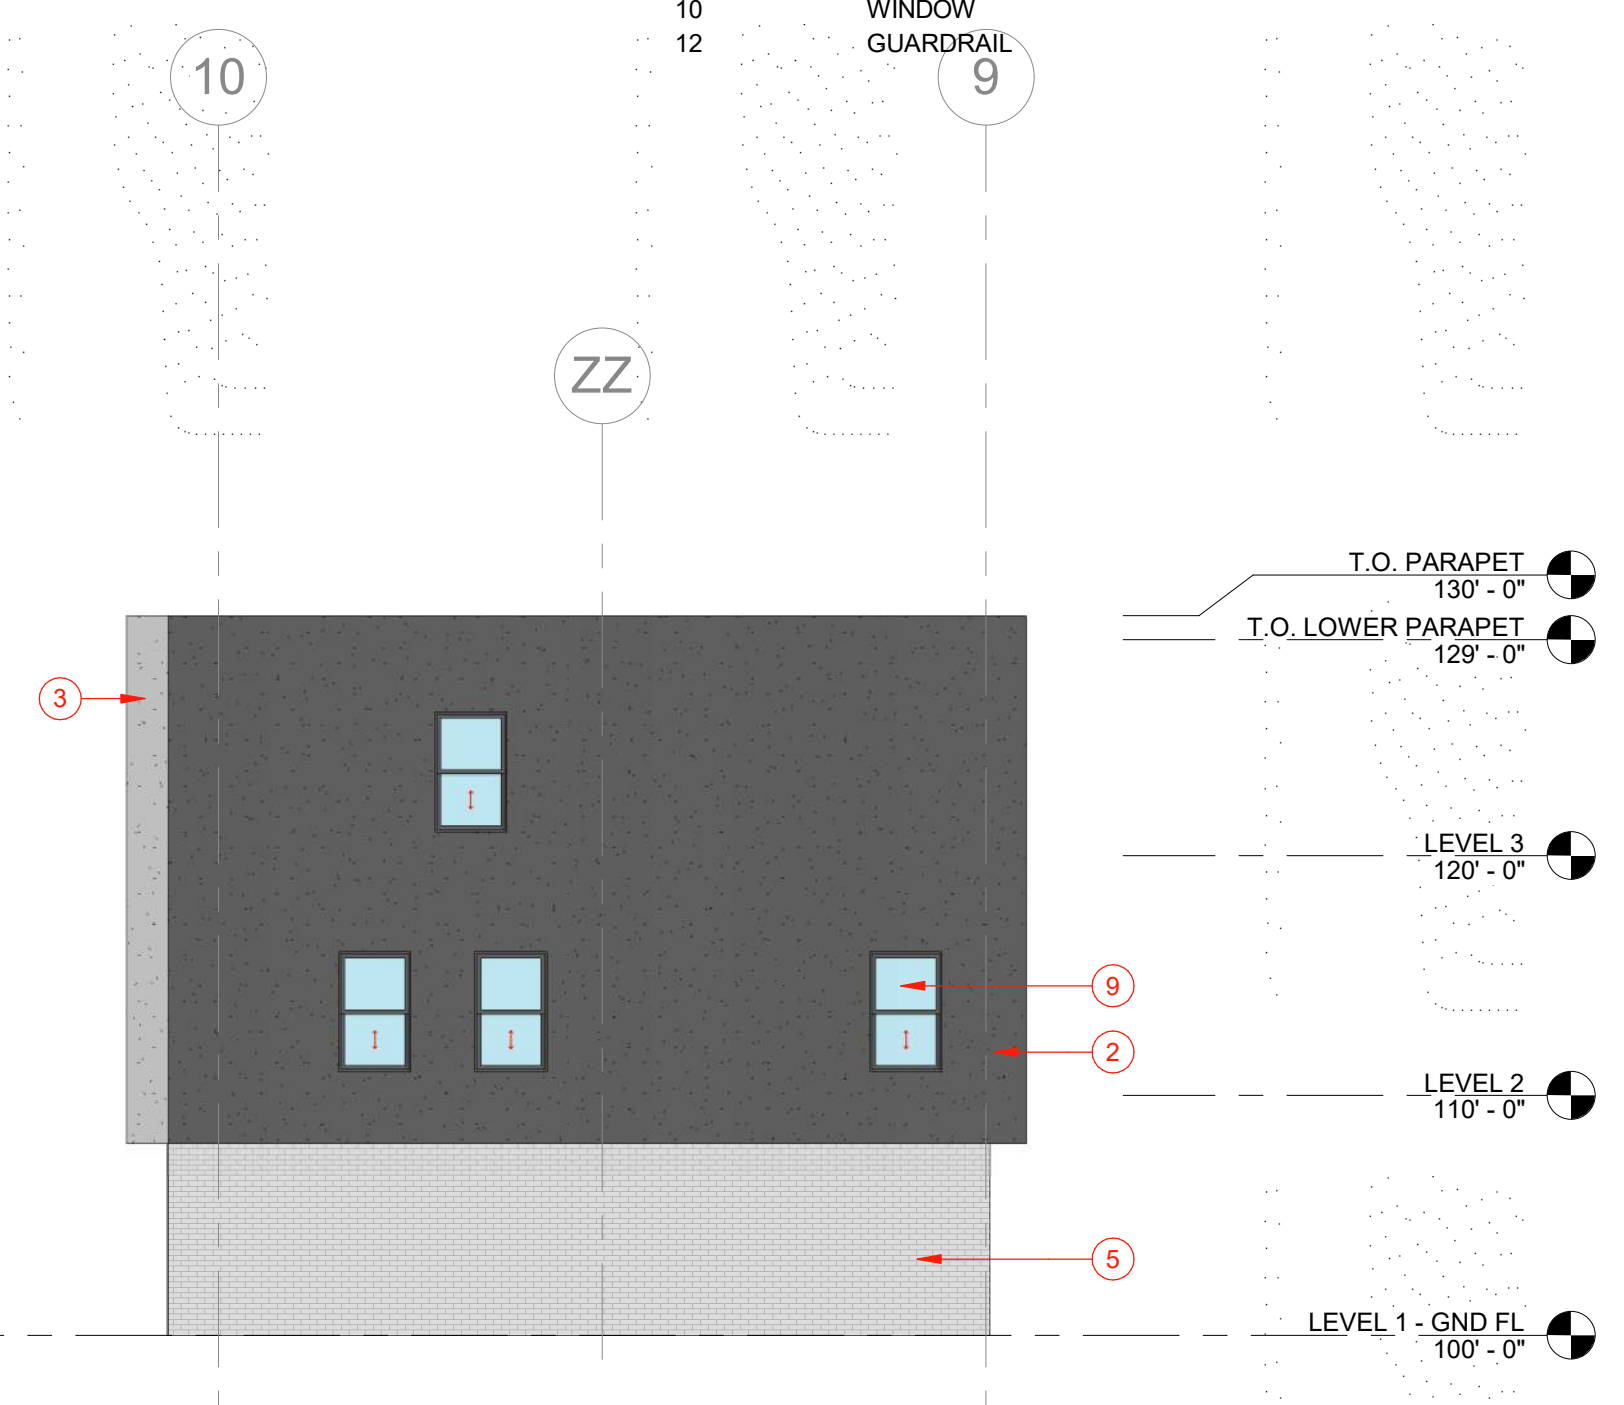 10 WINDOW
12 GUARDRAIL
10
9
ZZ
T.O. PARAPET
130' - 0"
T.O. LOWER PARAPET
129' - 0"
3
LEVEL 3
120' - 0"
9
2
LEVEL 2
110' - 0"
5
LEVEL 1 - GND FL
100' - 0"